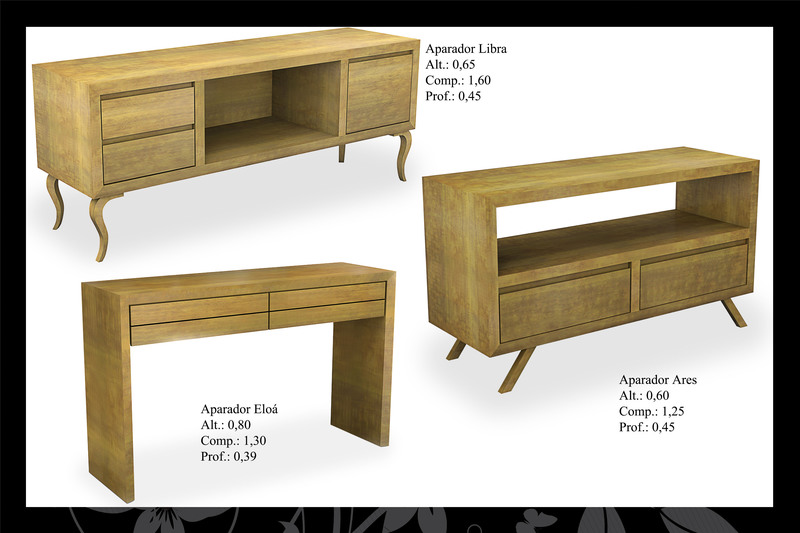 Aparador Libra
Alt.: 0,65
Comp.: 1,60
Prof.: 0,45
Aparador Ares
Alt.: 0,60
Comp.: 1,25
Prof.: 0,45
Aparador Eloá
Alt.: 0,80
Comp.: 1,30
Prof.: 0,39